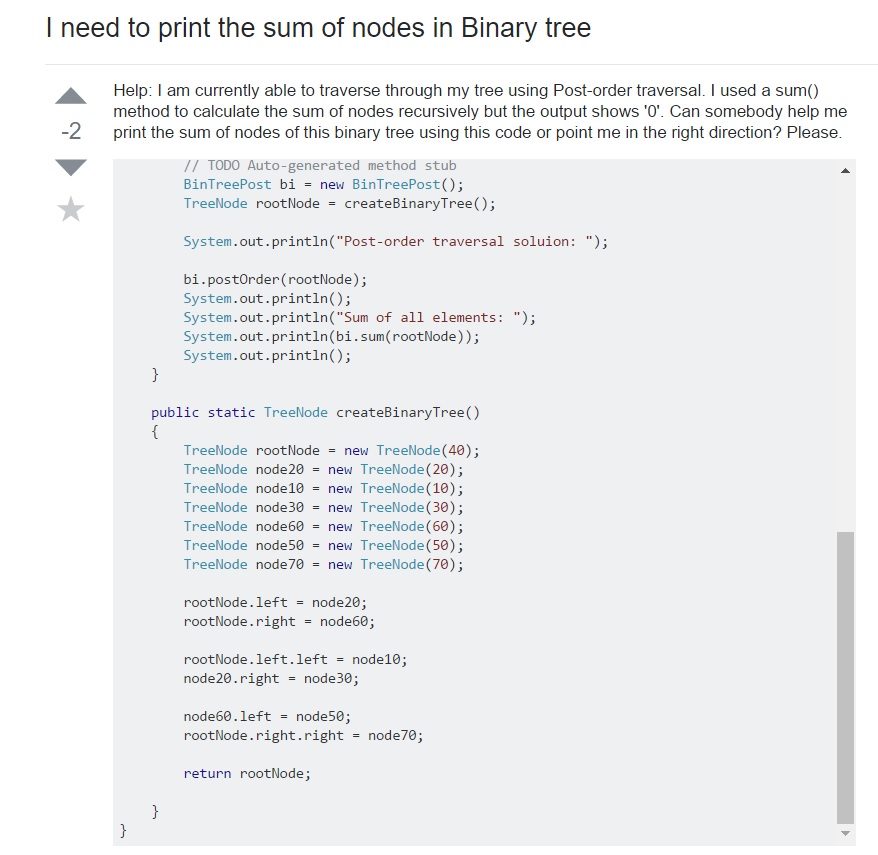 I need to print the sum of nodes in Binary tree
Help: I am currently able to traverse through my tree using Post-order traversal. I used a sum()
method to calculate the sum of nodes recursively but the output shows '0'. Can somebody help me
-2
print the sum of nodes of this binary tree using this code or point me in the right direction? Please.
// TODO Auto-generated method stub
BinTreePost bi = new BinTreePost();
TreeNode rootNode = createBinaryTree();
System.out.println("Post-order traversal soluion: ");
bi.postOrder(rootNode);
System.out.println();
System.out.println("Sum of all elements: ");
System.out.println(bi.sum(rootNode));
System.out.println();
}
public static TreeNode createBinaryTree()
{
TreeNode rootNode = new TreeNode(40);
TreeNode node20 = new TreeNode(20);
TreeNode node10 = new TreeNode(10);
TreeNode node30 = new TreeNode(30);
TreeNode node60 = new TreeNode(60);
TreeNode node50 = new TreeNode(50);
TreeNode node70 = new TreeNode(70);
rootNode.left = node20;
rootNode.right = node60;
rootNode.left.left = node10;
node20.right = node30;
node60.left = node50;
rootNode.right.right = node70;
return rootNode;
}
}